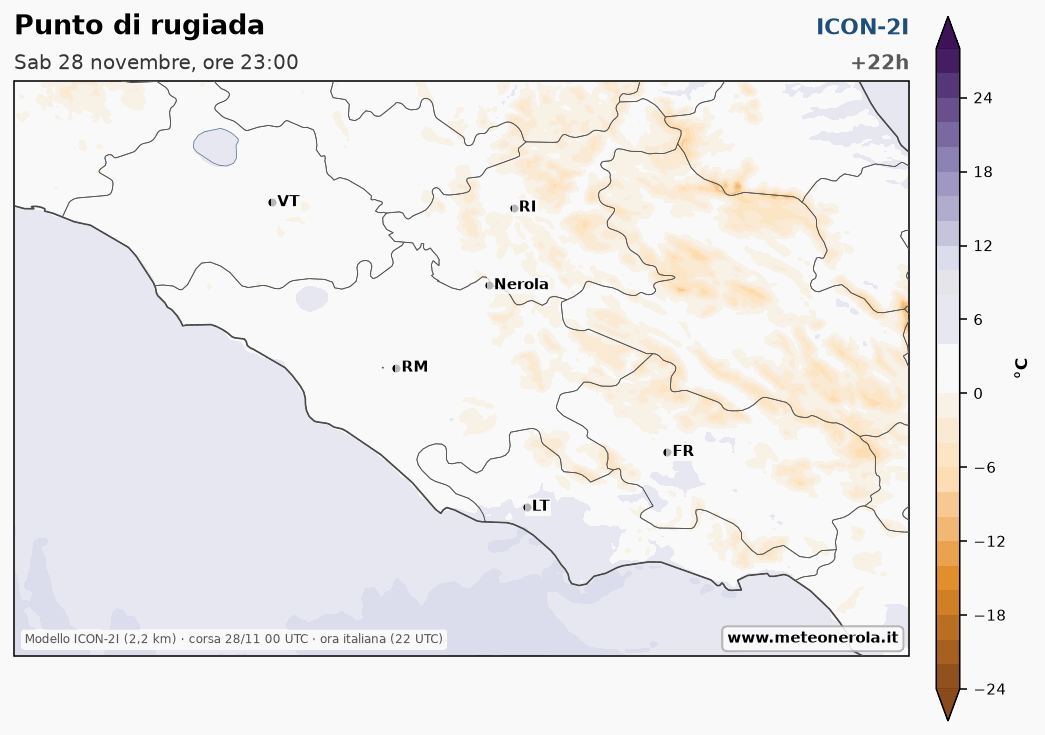 Punto di rugiada
ICON-2I
Sab 28 novembre, ore 23:00
+22h
VT
RI
Nerola
RM
FR
LT
24
18
12
6
0
−6
−12
−18
−24
°C
Modello ICON-2I (2,2 km) · corsa 28/11 00 UTC · ora italiana (22 UTC)
www.meteonerola.it